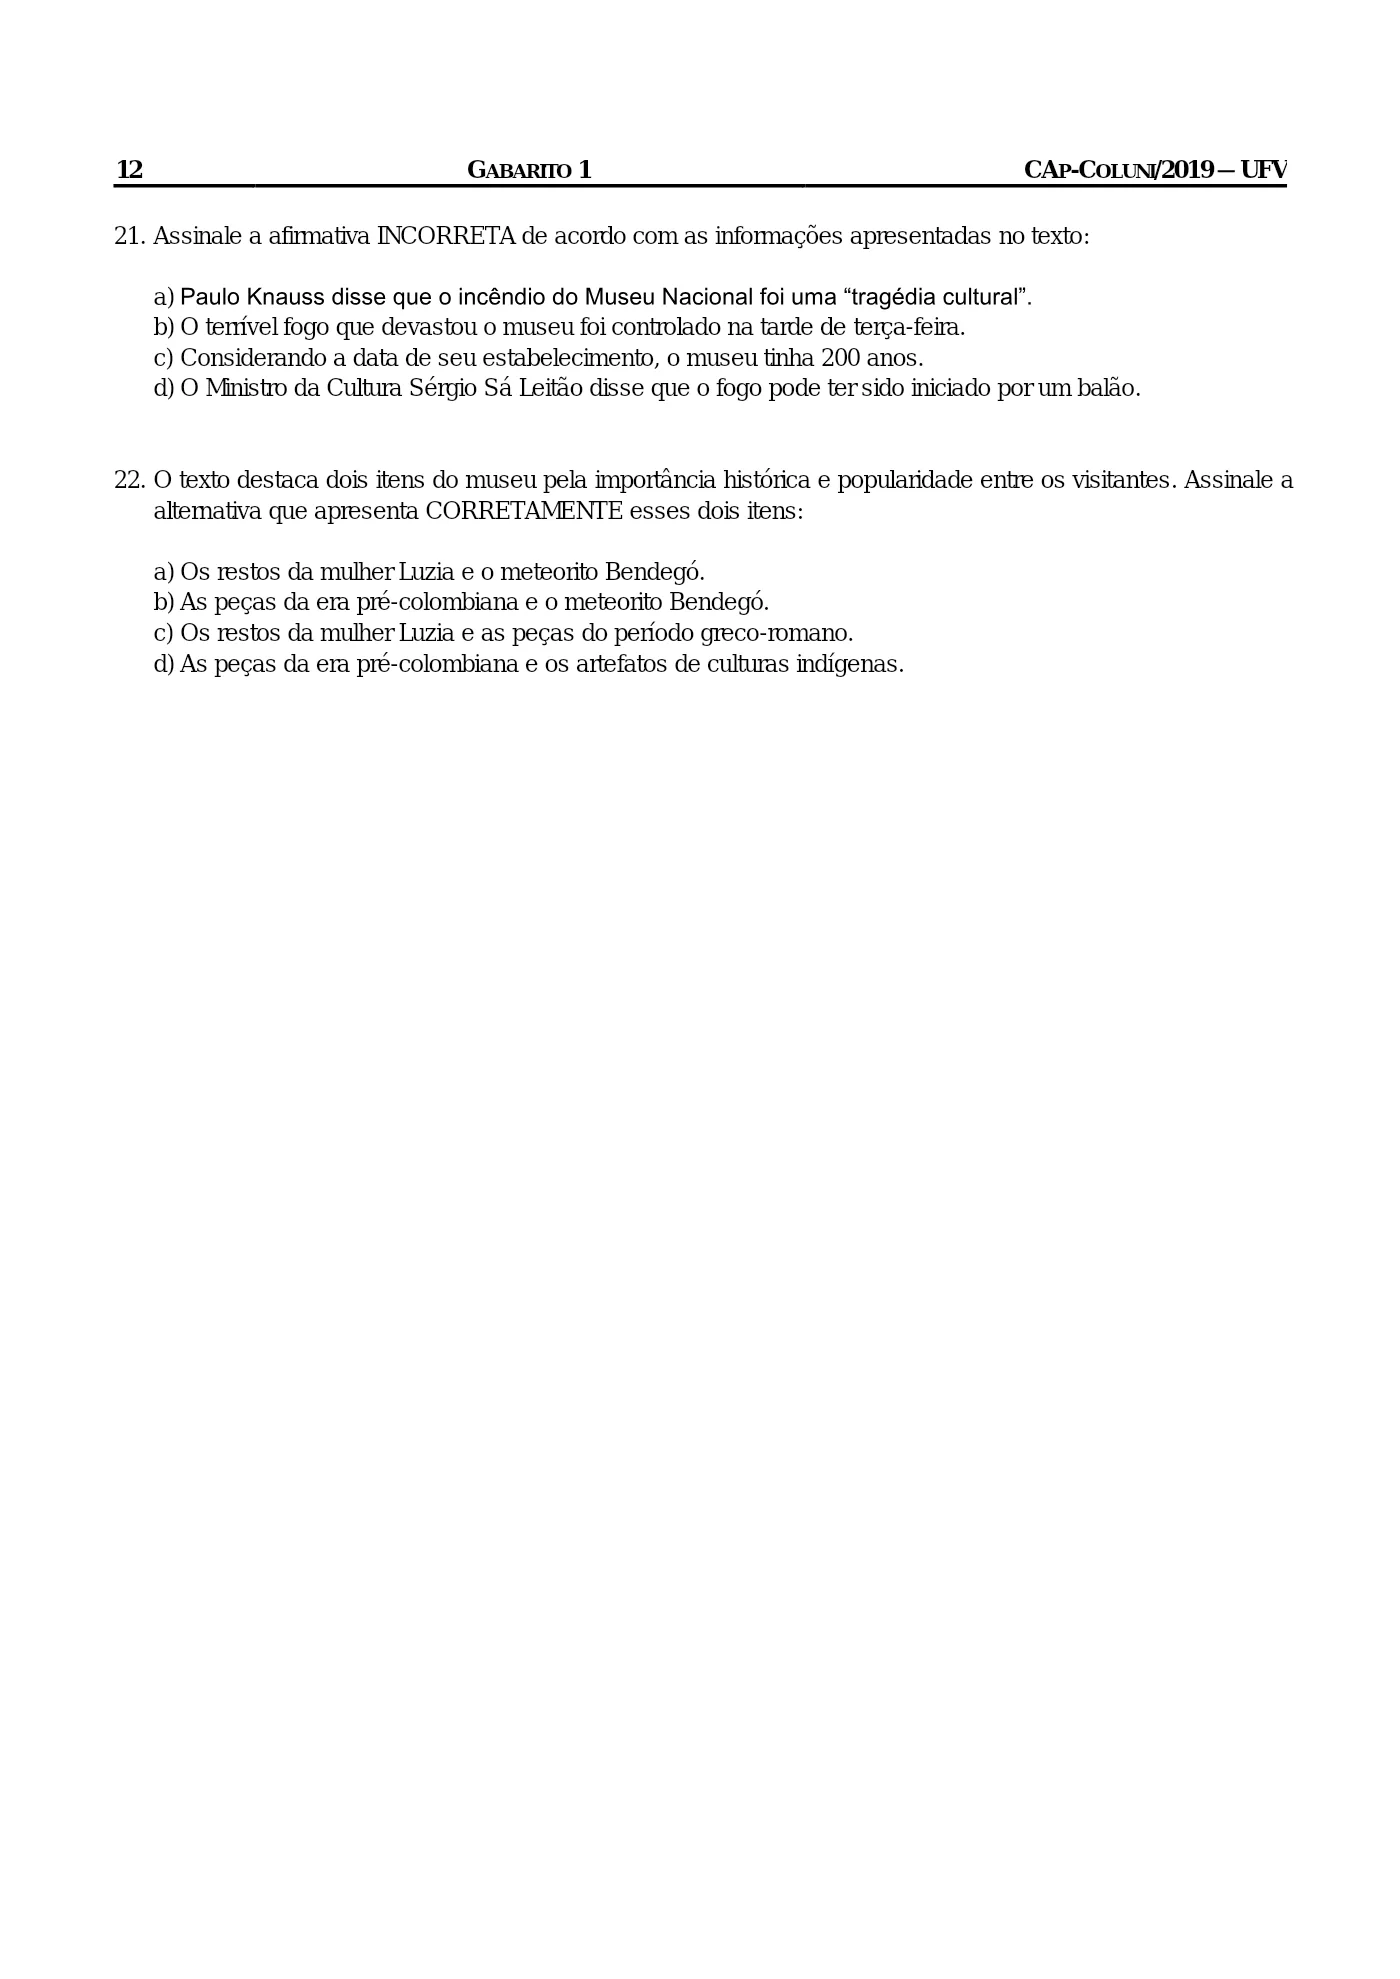 12 GABARITO 1 CAP-COLUNI/2019 – UFV
21. Assinale a afirmativa INCORRETA de acordo com as informações apresentadas no texto:
a) Paulo Knauss disse que o incêndio do Museu Nacional foi uma “tragédia cultural”.
b) O terrível fogo que devastou o museu foi controlado na tarde de terça-feira.
c) Considerando a data de seu estabelecimento, o museu tinha 200 anos.
d) O Ministro da Cultura Sérgio Sá Leitão disse que o fogo pode ter sido iniciado por um balão.
22. O texto destaca dois itens do museu pela importância histórica e popularidade entre os visitantes. Assinale a
alternativa que apresenta CORRETAMENTE esses dois itens:
a) Os restos da mulher Luzia e o meteorito Bendegó.
b) As peças da era pré-colombiana e o meteorito Bendegó.
c) Os restos da mulher Luzia e as peças do período greco-romano.
d) As peças da era pré-colombiana e os artefatos de culturas indígenas.